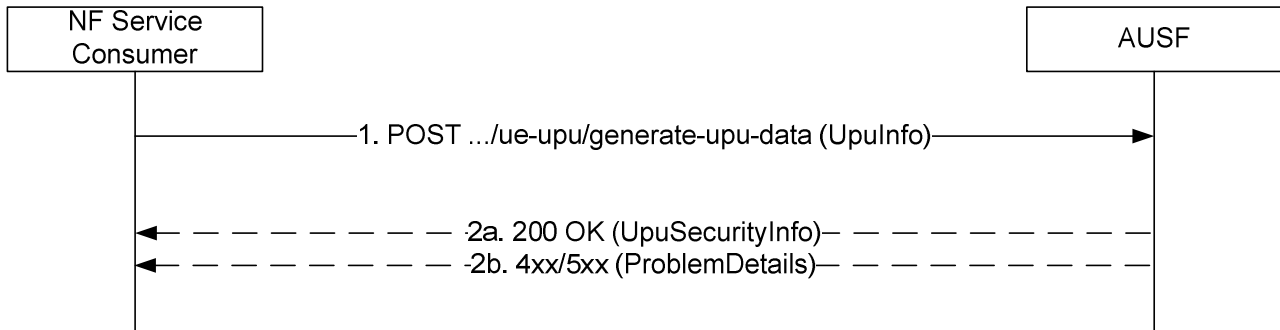 NF Service
Consumer
AUSF
1. POST .../ue-upu/generate-upu-data (UpuInfo)
2a. 200 OK (UpuSecurityInfo)
2b. 4xx/5xx (ProblemDetails)